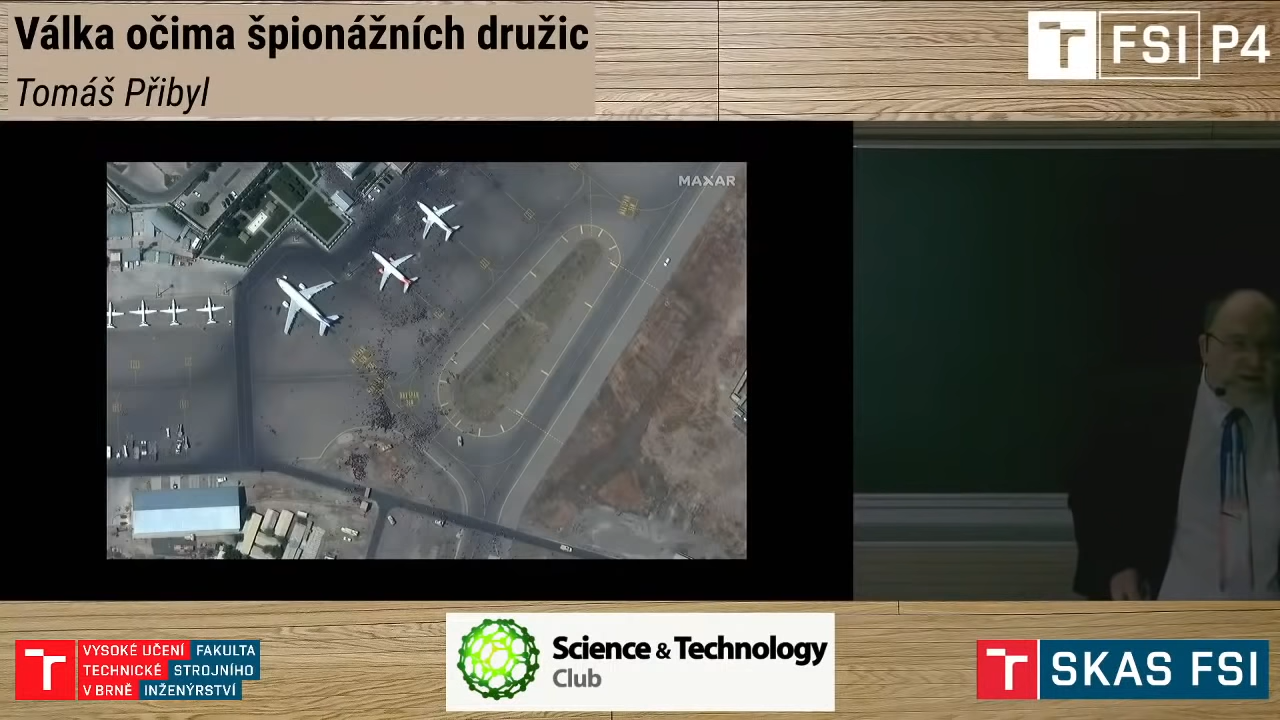 Válka očima špionážních družic
Tomáš Přibyl
FSI P4
MAXAR
VYSOKÉ UČENÍ FAKULTA
TECHNICKÉ STROJNÍHO
V BRNĚ INŽENÝRSTVÍ
Science & Technology
Club
SKAS FSI